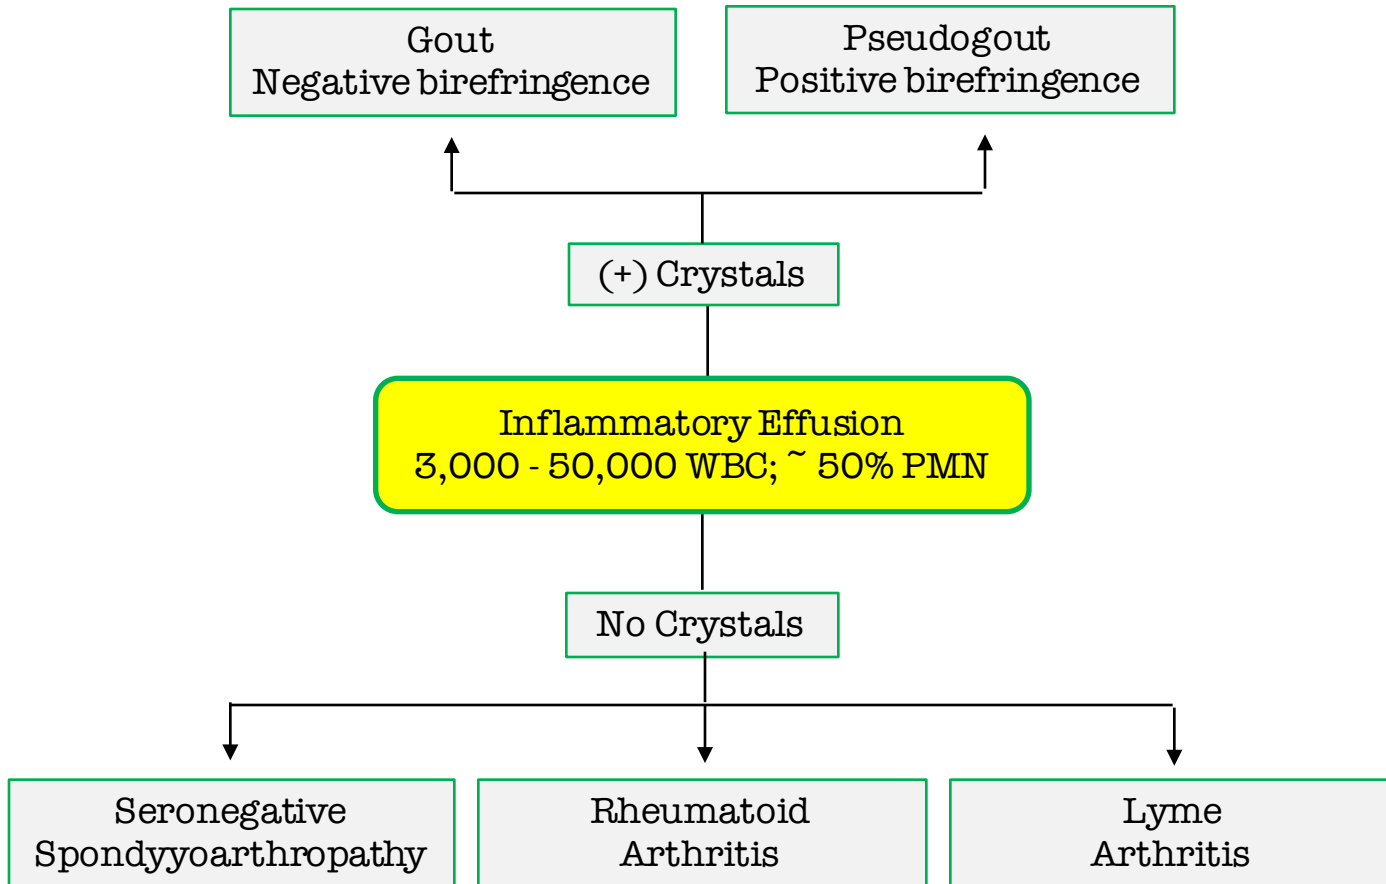 Gout
Negative birefringence
Pseudogout
Positive birefringence
(+) Crystals
Inflammatory Effusion
3,000 - 50,000 WBC; ~ 50% PMN
No Crystals
Seronegative
Spondyyoarthropathy
Rheumatoid
Arthritis
Lyme
Arthritis